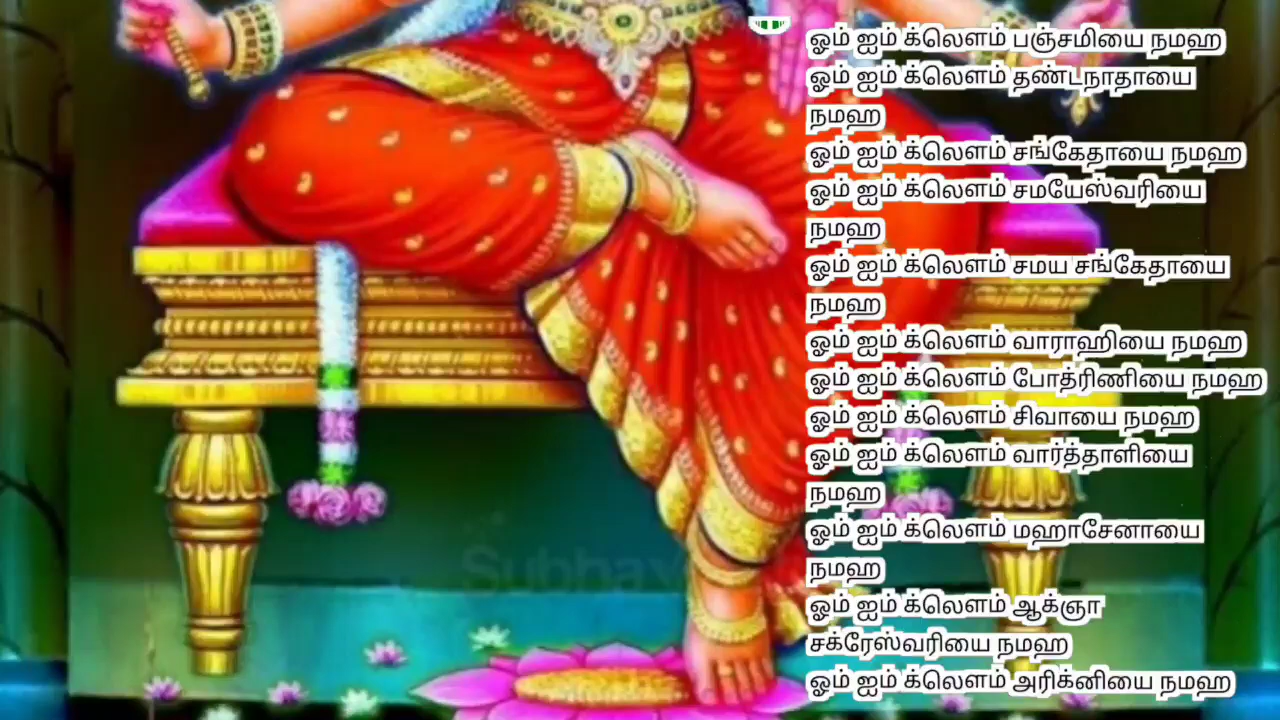 ஓம் ஐம் க்லௌம் பஞ்சமியை நமஹ
ஓம் ஐம் க்லௌம் தண்டநாதாயை
நமஹ
ஓம் ஐம் க்லௌம் சங்கேதாயை நமஹ
ஓம் ஐம் க்லௌம் சமயேஸ்வரியை
நமஹ
ஓம் ஐம் க்லௌம் சமய சங்கேதாயை
நமஹ
ஓம் ஐம் க்லௌம் வாராஹியை நமஹ
ஓம் ஐம் க்லௌம் போத்ரிணியை நமஹ
ஓம் ஐம் க்லௌம் சிவாயை நமஹ
ஓம் ஐம் க்லௌம் வார்த்தாளியை
நமஹ
ஓம் ஐம் க்லௌம் மஹாசேனாயை
நமஹ
ஓம் ஐம் க்லௌம் ஆக்ஞா
சக்ரேஸ்வரியை நமஹ
ஓம் ஐம் க்லௌம் அரிக்னியை நமஹ